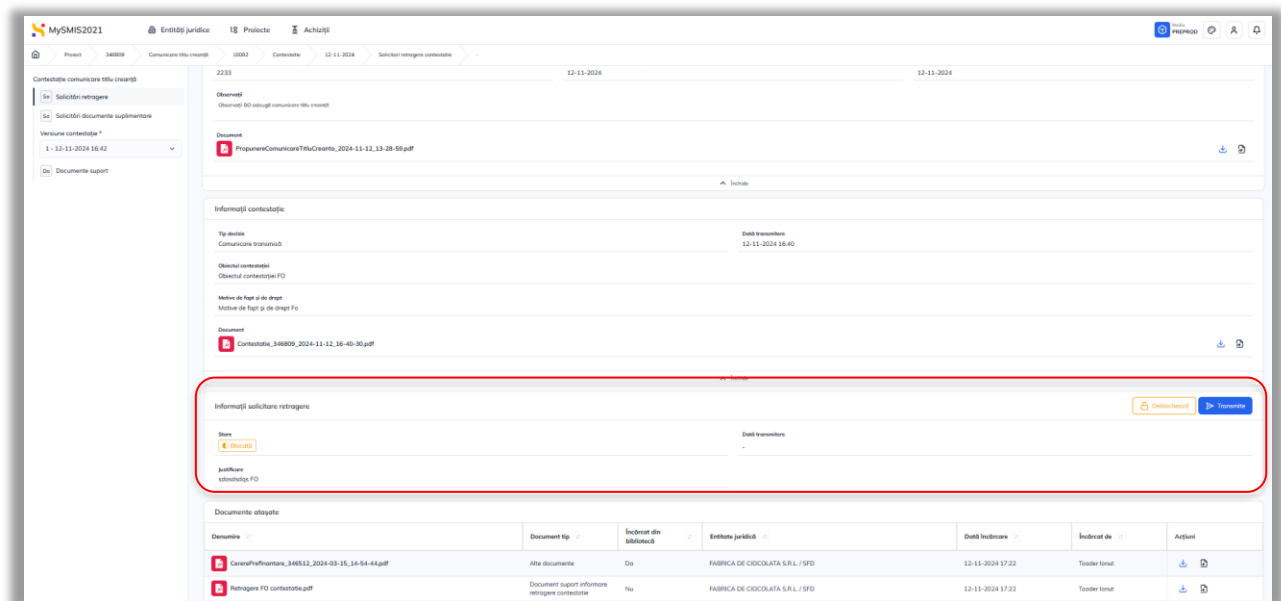 MySMIS2021 Entități juridice Proiecte Achiziții Mediu PREPROD
Proiect 346809 Comunicare titlu creanță 10082 Contestatie 12-11-2024 Solicitari retragere contestatie -
Contestație comunicare titlu creanță
So Solicitări retragere
So Solicitări documente suplimentare
Versiune contestație *
1 - 12-11-2024 16:42
Do Documente suport
2233 12-11-2024 12-11-2024
Observații
Observații BO adaugă comunicare titlu creanță
Document
PropunereComunicareTitluCreanta_2024-11-12_13-28-59.pdf
Închide
Informații contestație
Tip decizie Dată transmitere
Comunicare transmisă 12-11-2024 16:40
Obiectul contestației
Obiectul contestației FO
Motive de fapt și de drept
Motive de fapt și de drept Fo
Document
Contestatie_346809_2024-11-12_16-40-30.pdf
Închide
Informații solicitare retragere Deblochează Transmite
Stare Dată transmitere
Blocată -
Justificare
Documente atașate
Denumire Document tip Încărcat din bibliotecă Entitate juridică Dată încărcare Încărcat de Acțiuni
CererePrefinantare_346512_2024-03-15_14-54-44.pdf Alte documente Da FABRICA DE CIOCOLATA S.R.L. / SFD 12-11-2024 17:22 Toader Ionut
Retragere FO contestatie.pdf Document suport informare retragere contestatie Nu FABRICA DE CIOCOLATA S.R.L. / SFD 12-11-2024 17:22 Toader Ionut